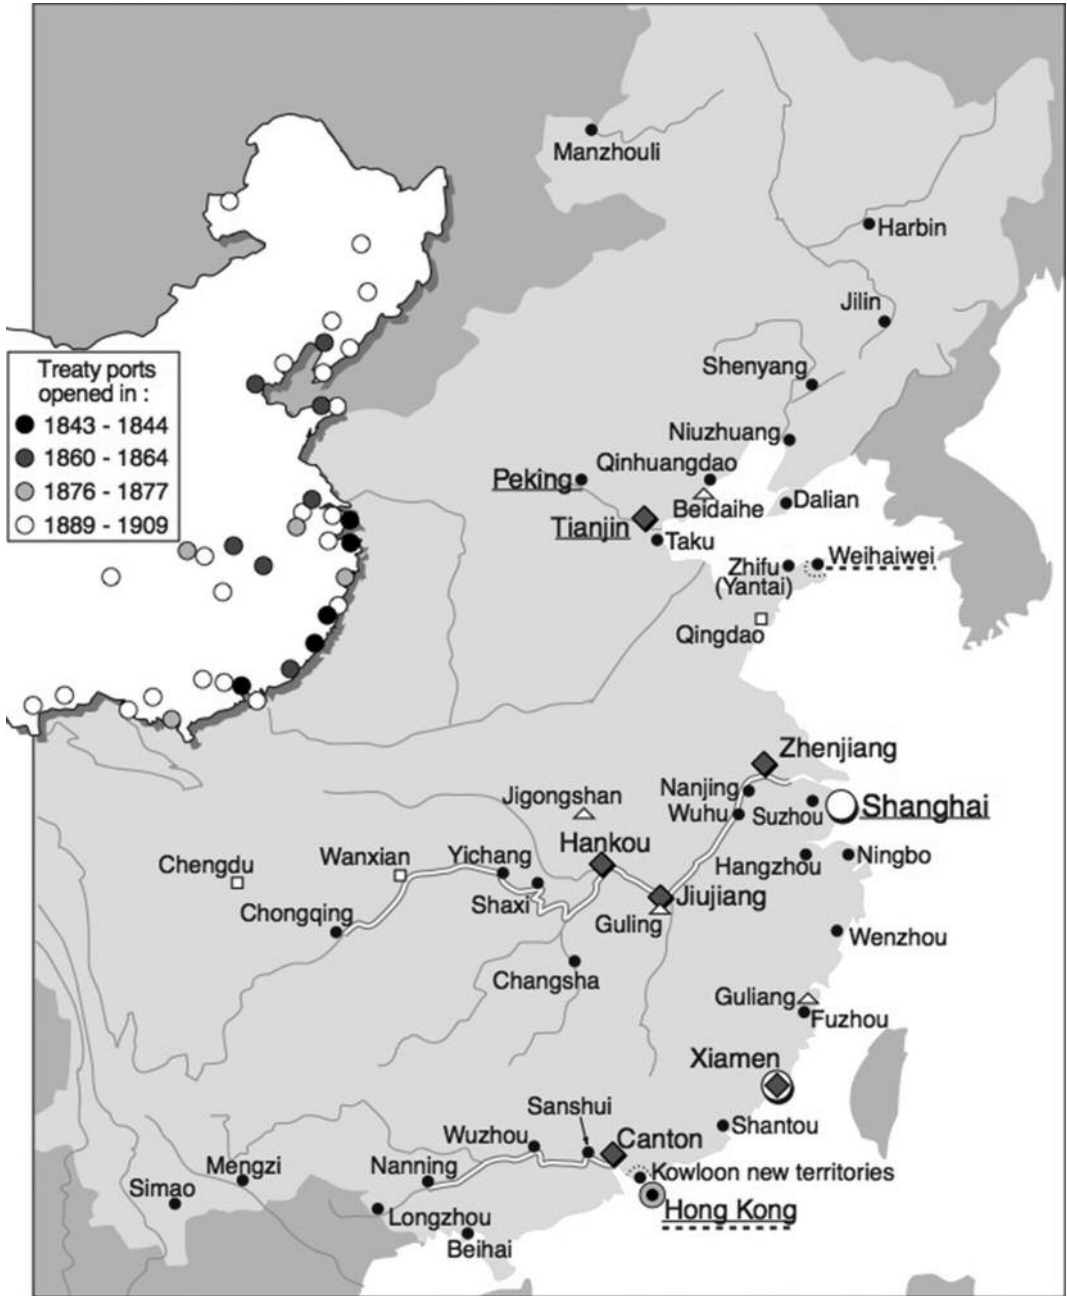 Manzhouli
Harbin
Jilin
Treaty ports
opened in :
1843 - 1844
1860 - 1864
1876 - 1877
1889 - 1909
Shenyang
Niuzhuang
Qinhuangdao
Peking
Beidaihe
Dalian
Tianjin
Taku
Zhifu
(Yantai)
Weihaiwei
Qingdao
Zhenjiang
Nanjing
Jigongshan
Wuhu
Suzhou
Shanghai
Hankou
Chengdu
Wanxian
Yichang
Hangzhou
Ningbo
Shaxi
Jiujiang
Chongqing
Guling
Wenzhou
Changsha
Guliang
Fuzhou
Xiamen
Sanshui
Shantou
Wuzhou
Canton
Mengzi
Nanning
Kowloon new territories
Simao
Longzhou
Hong Kong
Beihai